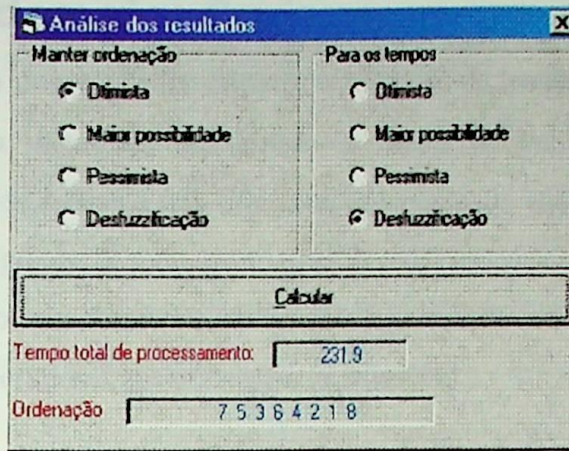 Análise dos resultados
Manter ordenação
Otimista
Maior possibilidade
Pessimista
Desfuzzificação
Para os tempos
Otimista
Maior possibilidade
Pessimista
Desfuzzificação
Calcular
Tempo total de processamento: 231.9
Ordenação 7 5 3 6 4 2 1 8